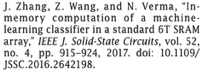 J. Zhang, Z. Wang, and N. Verma, "In-
memory computation of a machine-
learning classifier in a standard 6T SRAM
array," IEEE J. Solid-State Circuits, vol. 52,
no. 4, pp. 915–924, 2017. doi: 10.1109/
JSSC.2016.2642198.